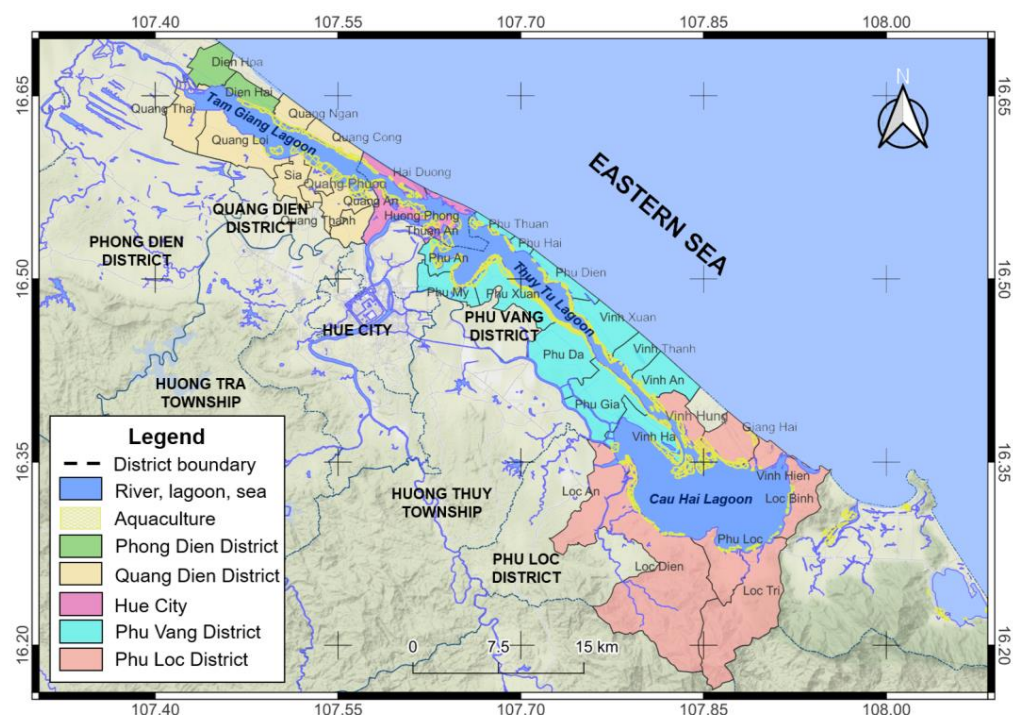 107.40 107.55 107.70 107.85 108.00
16.65 16.65
16.50 16.50
16.35 16.35
16.20 16.20
N
Dien Hoa
Dien Hai
Quang Thai
Tam Giang Lagoon
Quang Ngan
Quang Cong
Quang Loi
Sia
Quang Phuoc
Hai Duong
Quang An
Quang Thanh
Huong Phong
Thuan An
QUANG DIEN
DISTRICT
PHONG DIEN
DISTRICT
EASTERN SEA
Phu Thuan
Phu Hai
Phu An
Phu Dien
Thuy Tu Lagoon
Phu My
Phu Xuan
HUE CITY
PHU VANG
DISTRICT
Vinh Xuan
Phu Da
Vinh Thanh
Vinh An
HUONG TRA
TOWNSHIP
Phu Gia
Vinh Hung
Giang Hai
Vinh Ha
Vinh Hien
Loc An
Cau Hai Lagoon
Loc Binh
HUONG THUY
TOWNSHIP
Phu Loc
PHU LOC
DISTRICT
Loc Dien
Loc Tri
Legend
District boundary
River, lagoon, sea
Aquaculture
Phong Dien District
Quang Dien District
Hue City
Phu Vang District
Phu Loc District
0 7.5 15 km
107.40 107.55 107.70 107.85 108.00